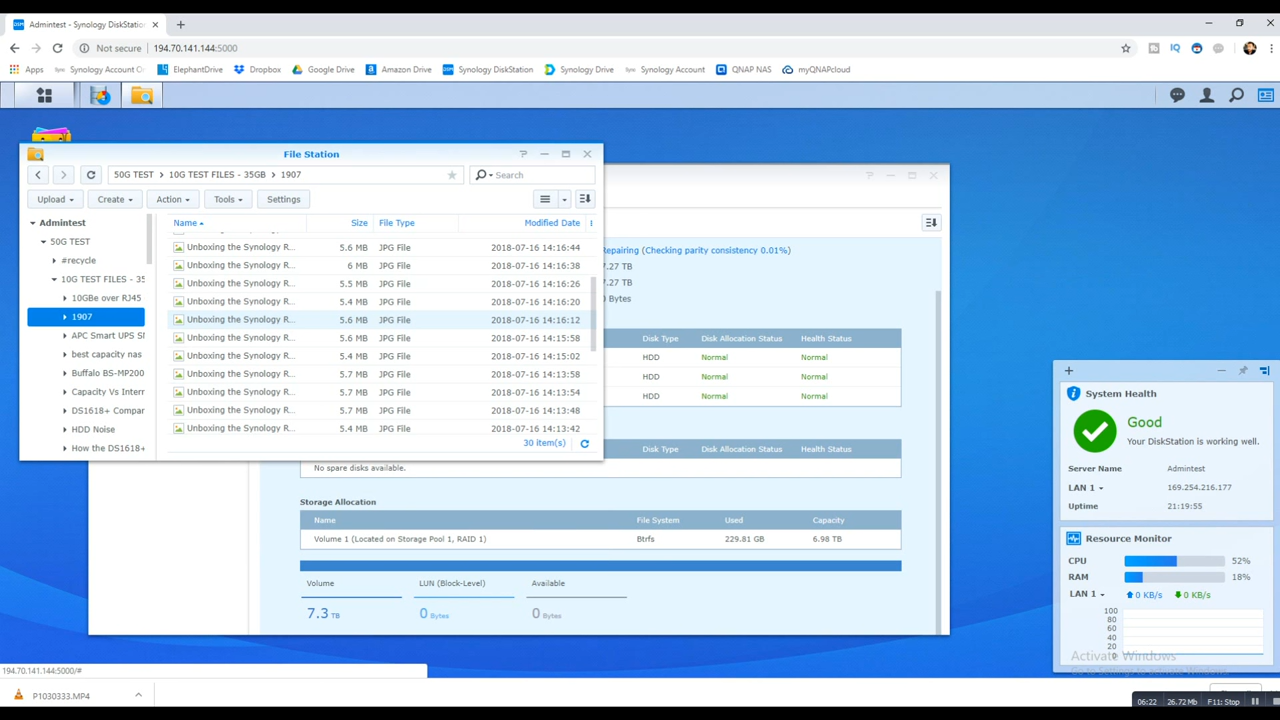 Admintest - Synology DiskStation
Not secure
194.70.141.144:5000
IQ
Apps
Synology Account O
ElephantDrive
Dropbox
Google Drive
Amazon Drive
Synology DiskStation
Synology Drive
Synology Account
QNAP NAS
myQNAPcloud
File Station
50G TEST
10G TEST FILES - 35GB
1907
Search
Upload
Create
Action
Tools
Settings
Admintest
50G TEST
#recycle
10G TEST FILES - 35
10GBe over RJ45
1907
APC Smart UPS SM
best capacity nas
Buffalo BS-MP200
Capacity Vs Intern
DS1618+ Compar
HDD Noise
How the DS1618+
Name Size File Type Modified Date
Unboxing the Synology R... 5.6 MB JPG File 2018-07-16 14:16:44
Unboxing the Synology R... 6 MB JPG File 2018-07-16 14:16:38
Unboxing the Synology R... 5.5 MB JPG File 2018-07-16 14:16:26
Unboxing the Synology R... 5.4 MB JPG File 2018-07-16 14:16:20
Unboxing the Synology R... 5.6 MB JPG File 2018-07-16 14:16:12
Unboxing the Synology R... 5.6 MB JPG File 2018-07-16 14:15:58
Unboxing the Synology R... 5.4 MB JPG File 2018-07-16 14:15:02
Unboxing the Synology R... 5.7 MB JPG File 2018-07-16 14:13:58
Unboxing the Synology R... 5.7 MB JPG File 2018-07-16 14:13:54
Unboxing the Synology R... 5.7 MB JPG File 2018-07-16 14:13:48
Unboxing the Synology R... 5.4 MB JPG File 2018-07-16 14:13:42
30 item(s)
Repairing (Checking parity consistency 0.01%)
7.27 TB
0 Bytes
Disk Type Disk Allocation Status Health Status
HDD Normal Normal
HDD Normal Normal
HDD Normal Normal
Disk Type Disk Allocation Status Health Status
No spare disks available.
Storage Allocation
Name File System Used Capacity
Volume 1 (Located on Storage Pool 1, RAID 1) Btrfs 229.81 GB 6.98 TB
Volume LUN (Block-Level) Available
7.3 TB 0 Bytes 0 Bytes
System Health
Good
Your DiskStation is working well.
Server Name Admintest
LAN 1 169.254.216.177
Uptime 21:19:55
Resource Monitor
CPU 52%
RAM 18%
LAN 1 0 KB/s 0 KB/s
100
80
60
40
20
0
Activate Windows
Go to Settings to activate Windows.
194.70.141.144:5000/#
P1030333.MP4
06:22 26.72 Mb F11: Stop